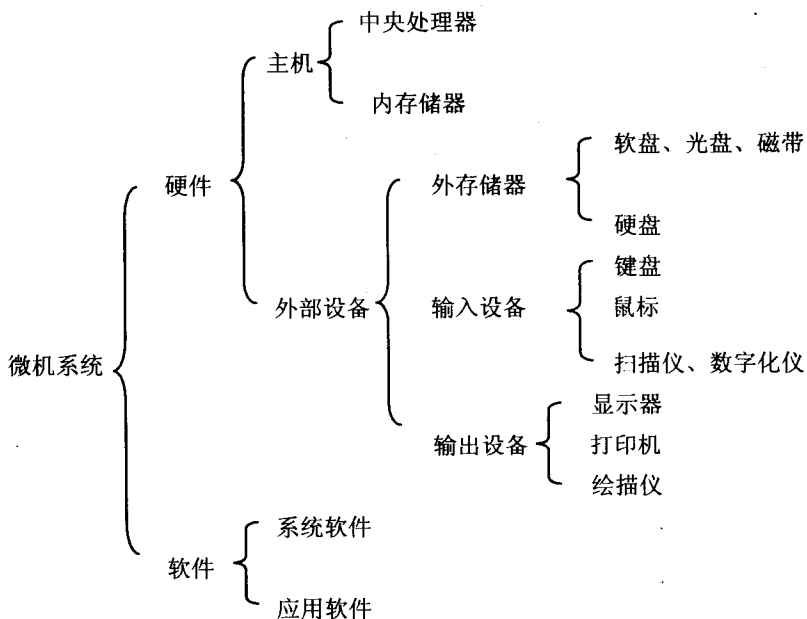 中央处理器
主机
内存储器
软盘、光盘、磁带
硬件
外存储器
硬盘
键盘
外部设备
输入设备
鼠标
微机系统
扫描仪、数字化仪
显示器
输出设备
打印机
绘描仪
系统软件
软件
应用软件